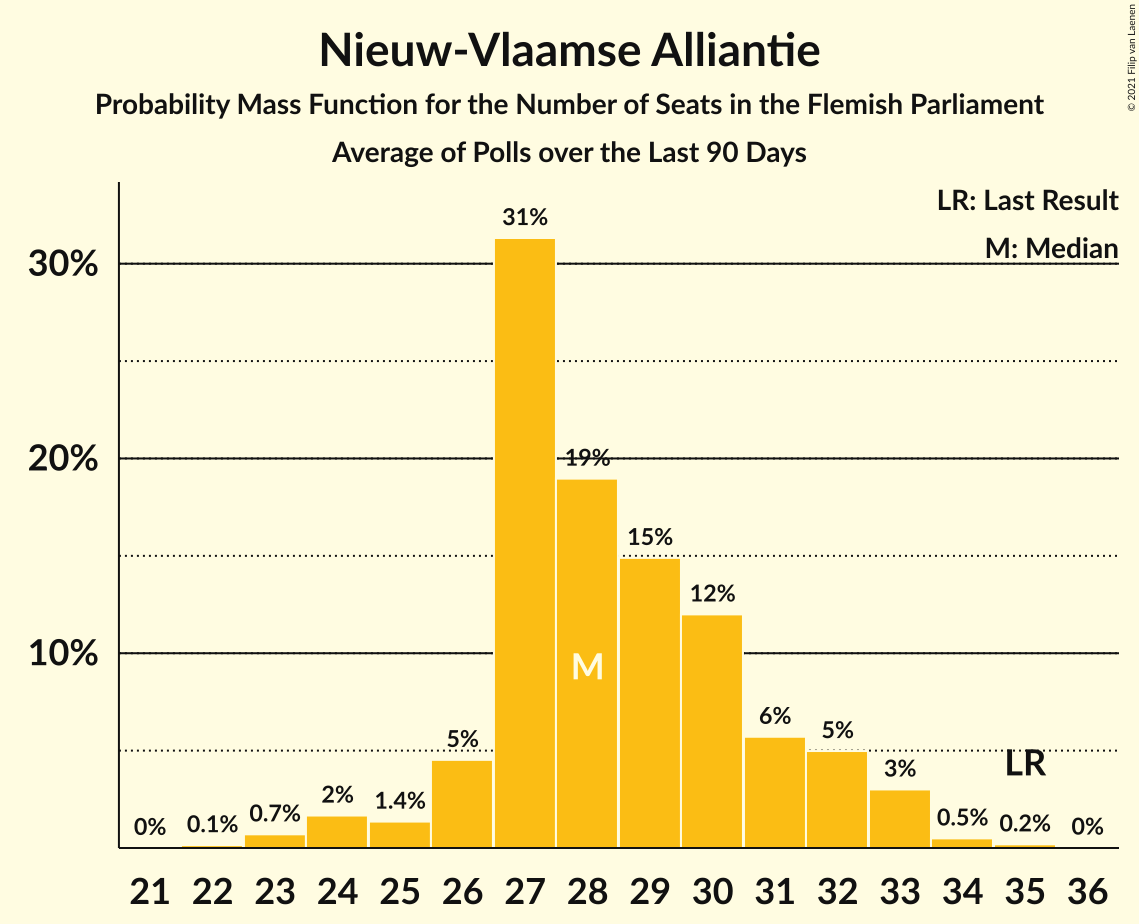 Nieuw-Vlaamse Alliantie
Probability Mass Function for the Number of Seats in the Flemish Parliament
Average of Polls over the Last 90 Days
© 2021 Filip van Laenen
LR: Last Result
M: Median
30%
20%
10%
0%
0.1%
0.7%
2%
1.4%
5%
31%
19%
15%
12%
6%
5%
3%
0.5%
0.2%
0%
M
LR
21 22 23 24 25 26 27 28 29 30 31 32 33 34 35 36